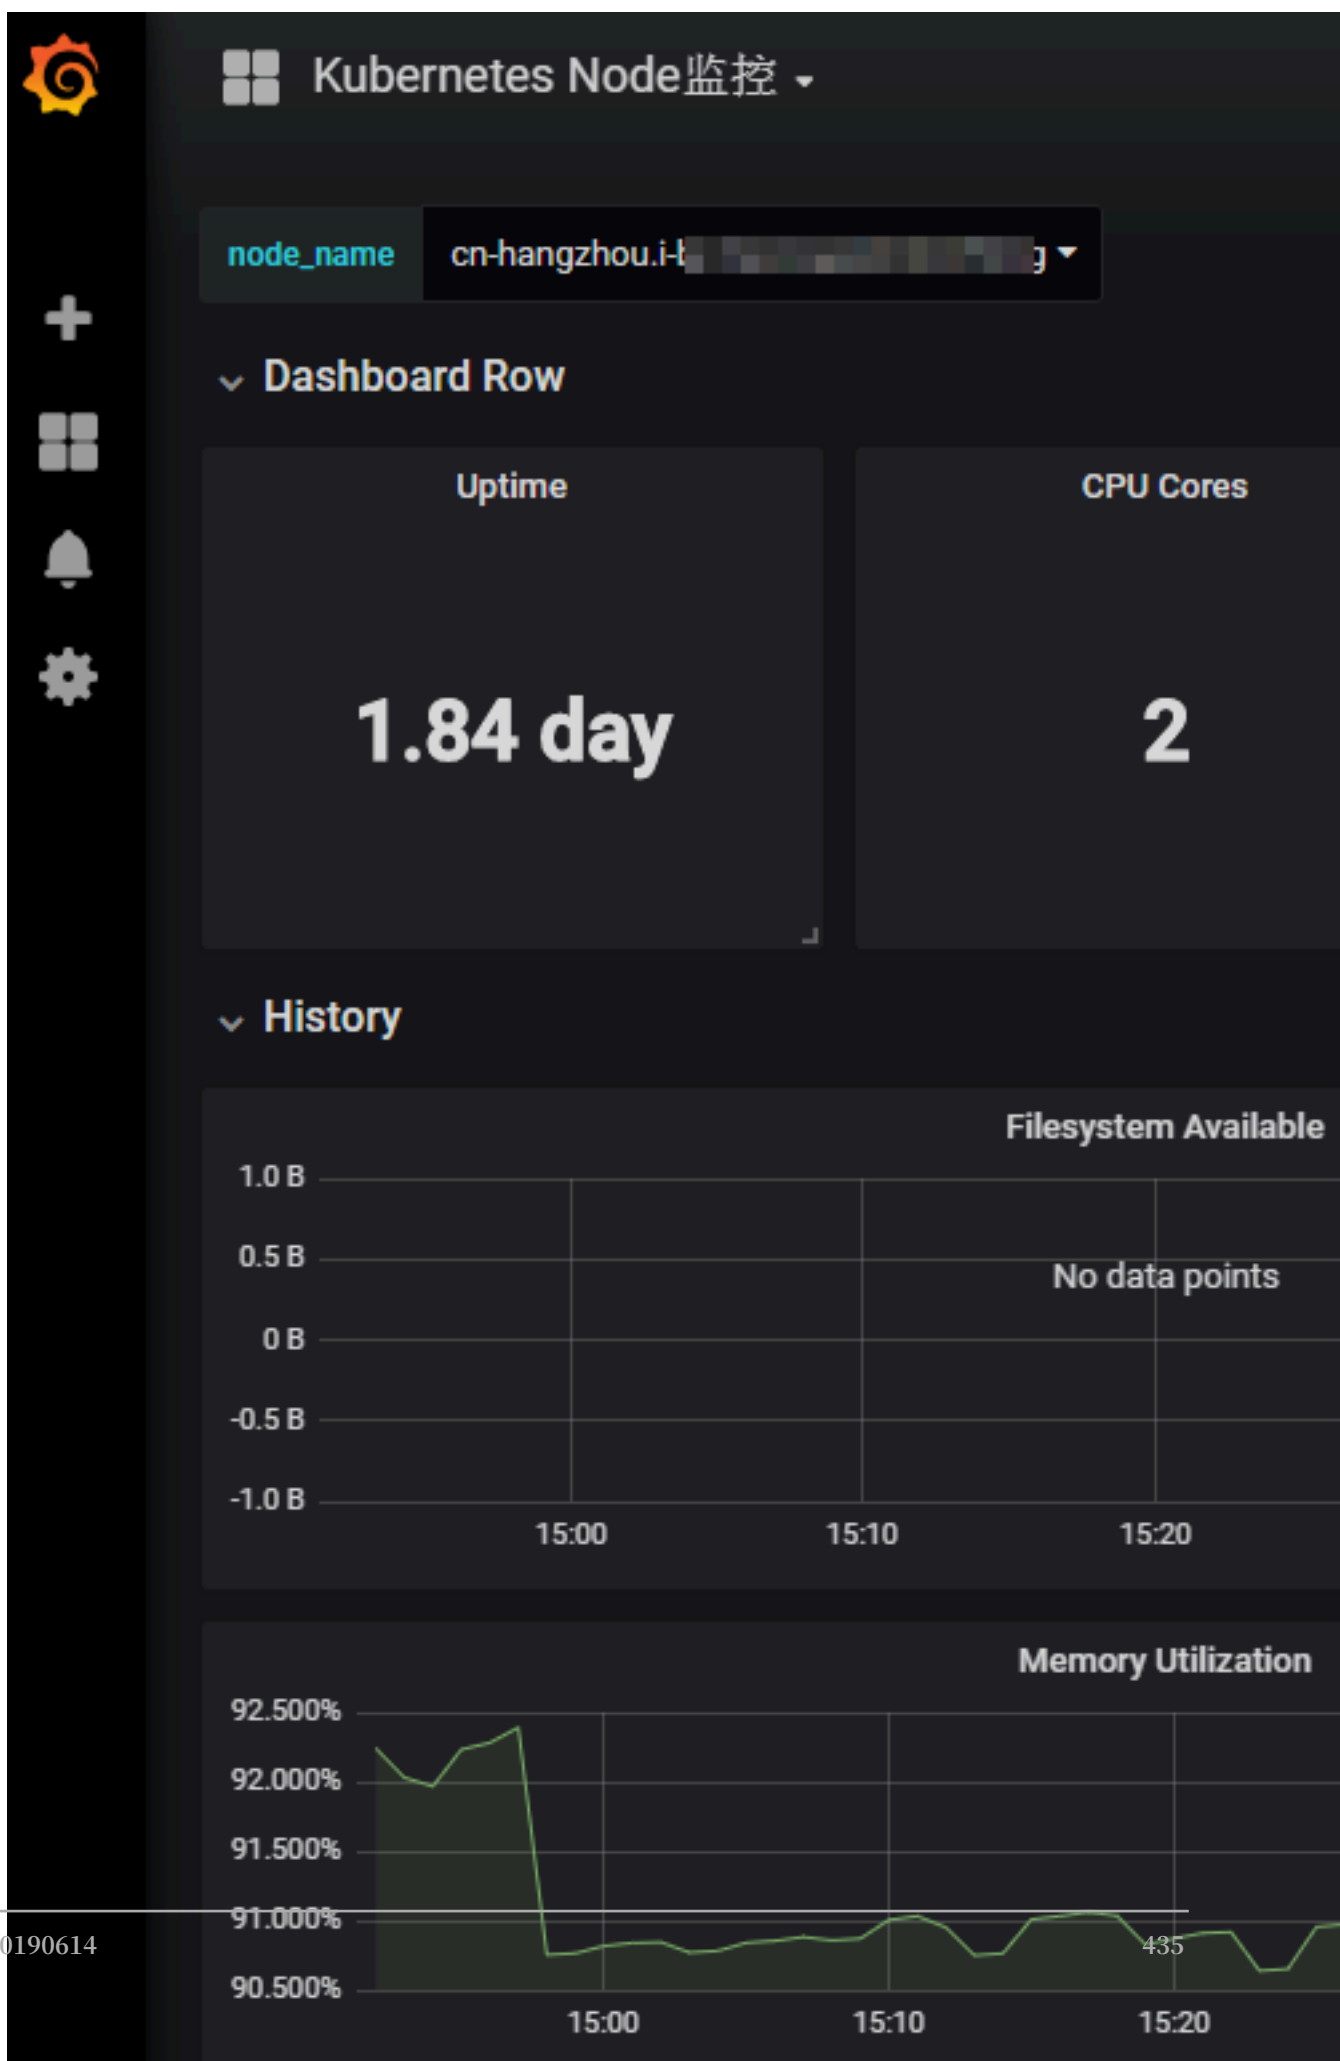 Kubernetes Node监控
node_name cn-hangzhou.i-
Dashboard Row
Uptime CPU Cores
1.84 day 2
History
Filesystem Available
1.0 B
0.5 B
No data points
0 B
-0.5 B
-1.0 B
15:00 15:10 15:20
Memory Utilization
92.500%
92.000%
91.500%
91.000%
0190614 435
90.500%
15:00 15:10 15:20